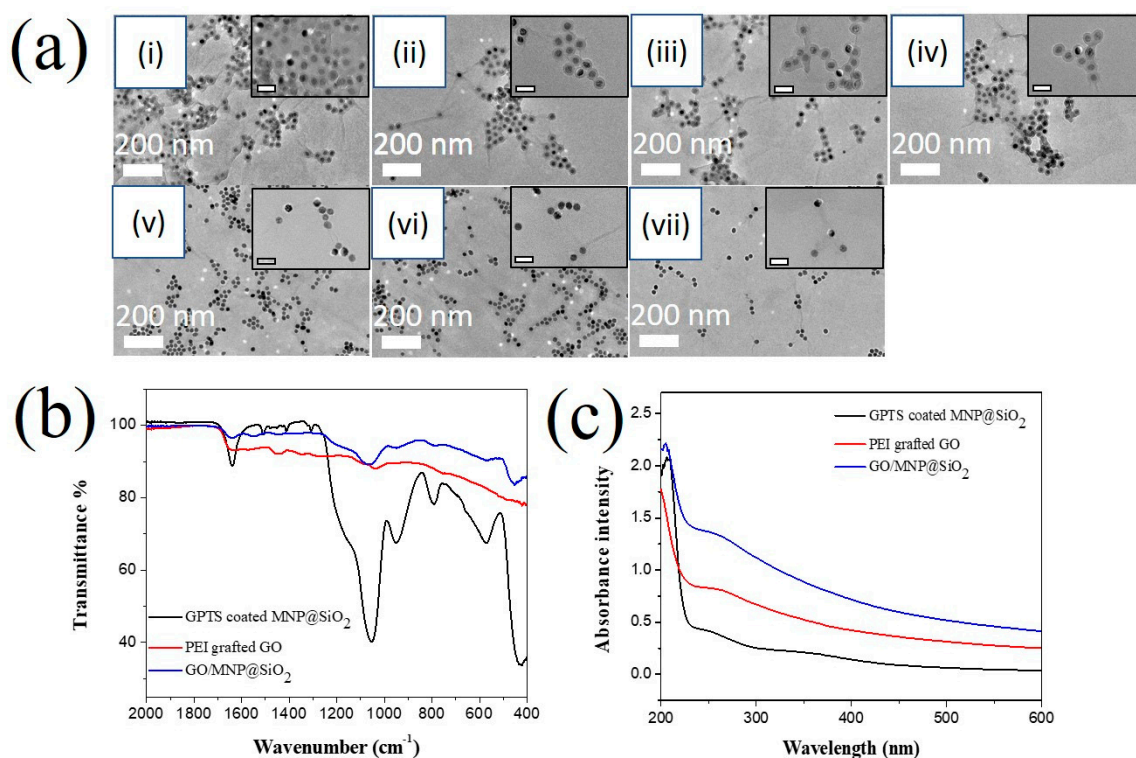 (a)
(i) (ii) (iii) (iv)
200 nm 200 nm 200 nm 200 nm
(v) (vi) (vii)
200 nm 200 nm 200 nm
(b)
100
80
60
40
Transmittance %
GPTS coated MNP@SiO2
PEI grafted GO
GO/MNP@SiO2
2000 1800 1600 1400 1200 1000 800 600 400
Wavenumber (cm-1)
(c)
2.5
2.0
1.5
1.0
0.5
0.0
Absorbance intensity
GPTS coated MNP@SiO2
PEI grafted GO
GO/MNP@SiO2
200 300 400 500 600
Wavelength (nm)